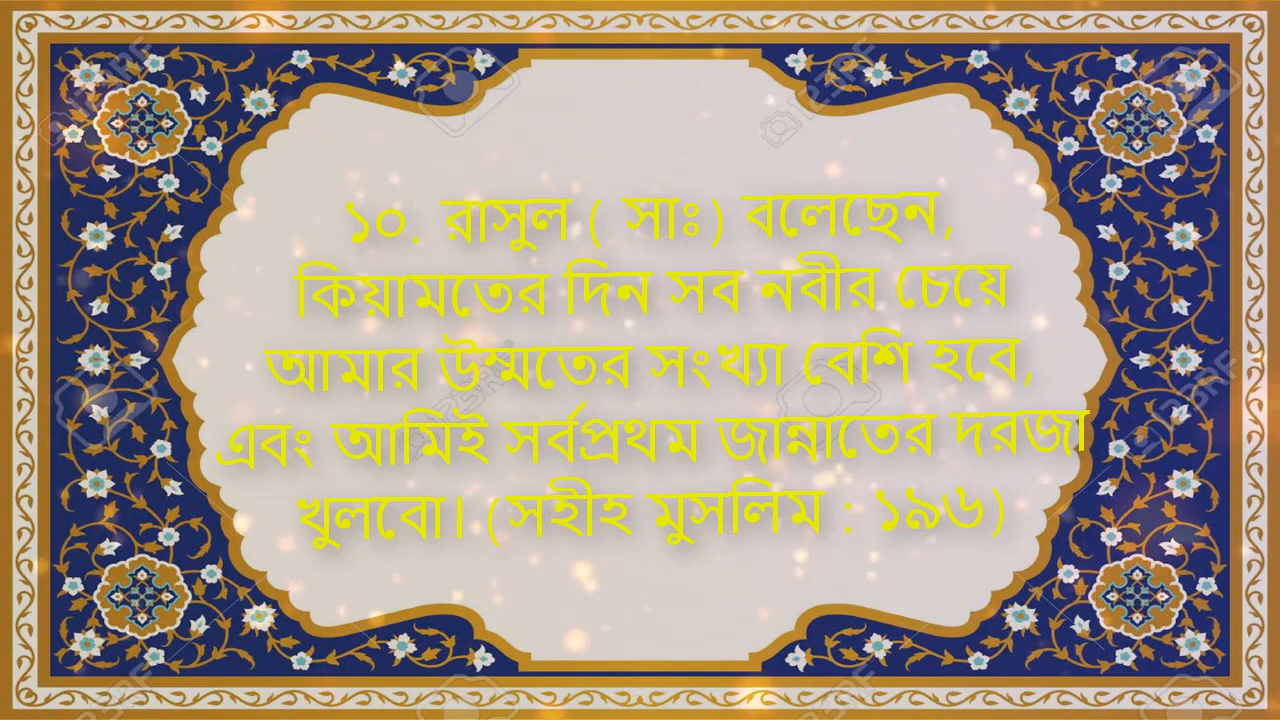 ১০. রাসুল ( সাঃ) বলেছেন,
কিয়ামতের দিন সব নবীর চেয়ে
আমার উম্মতের সংখ্যা বেশি হবে,
এবং আমিই সর্বপ্রথম জান্নাতের দরজা
খুলবো। (সহীহ মুসলিম : ১৯৬)